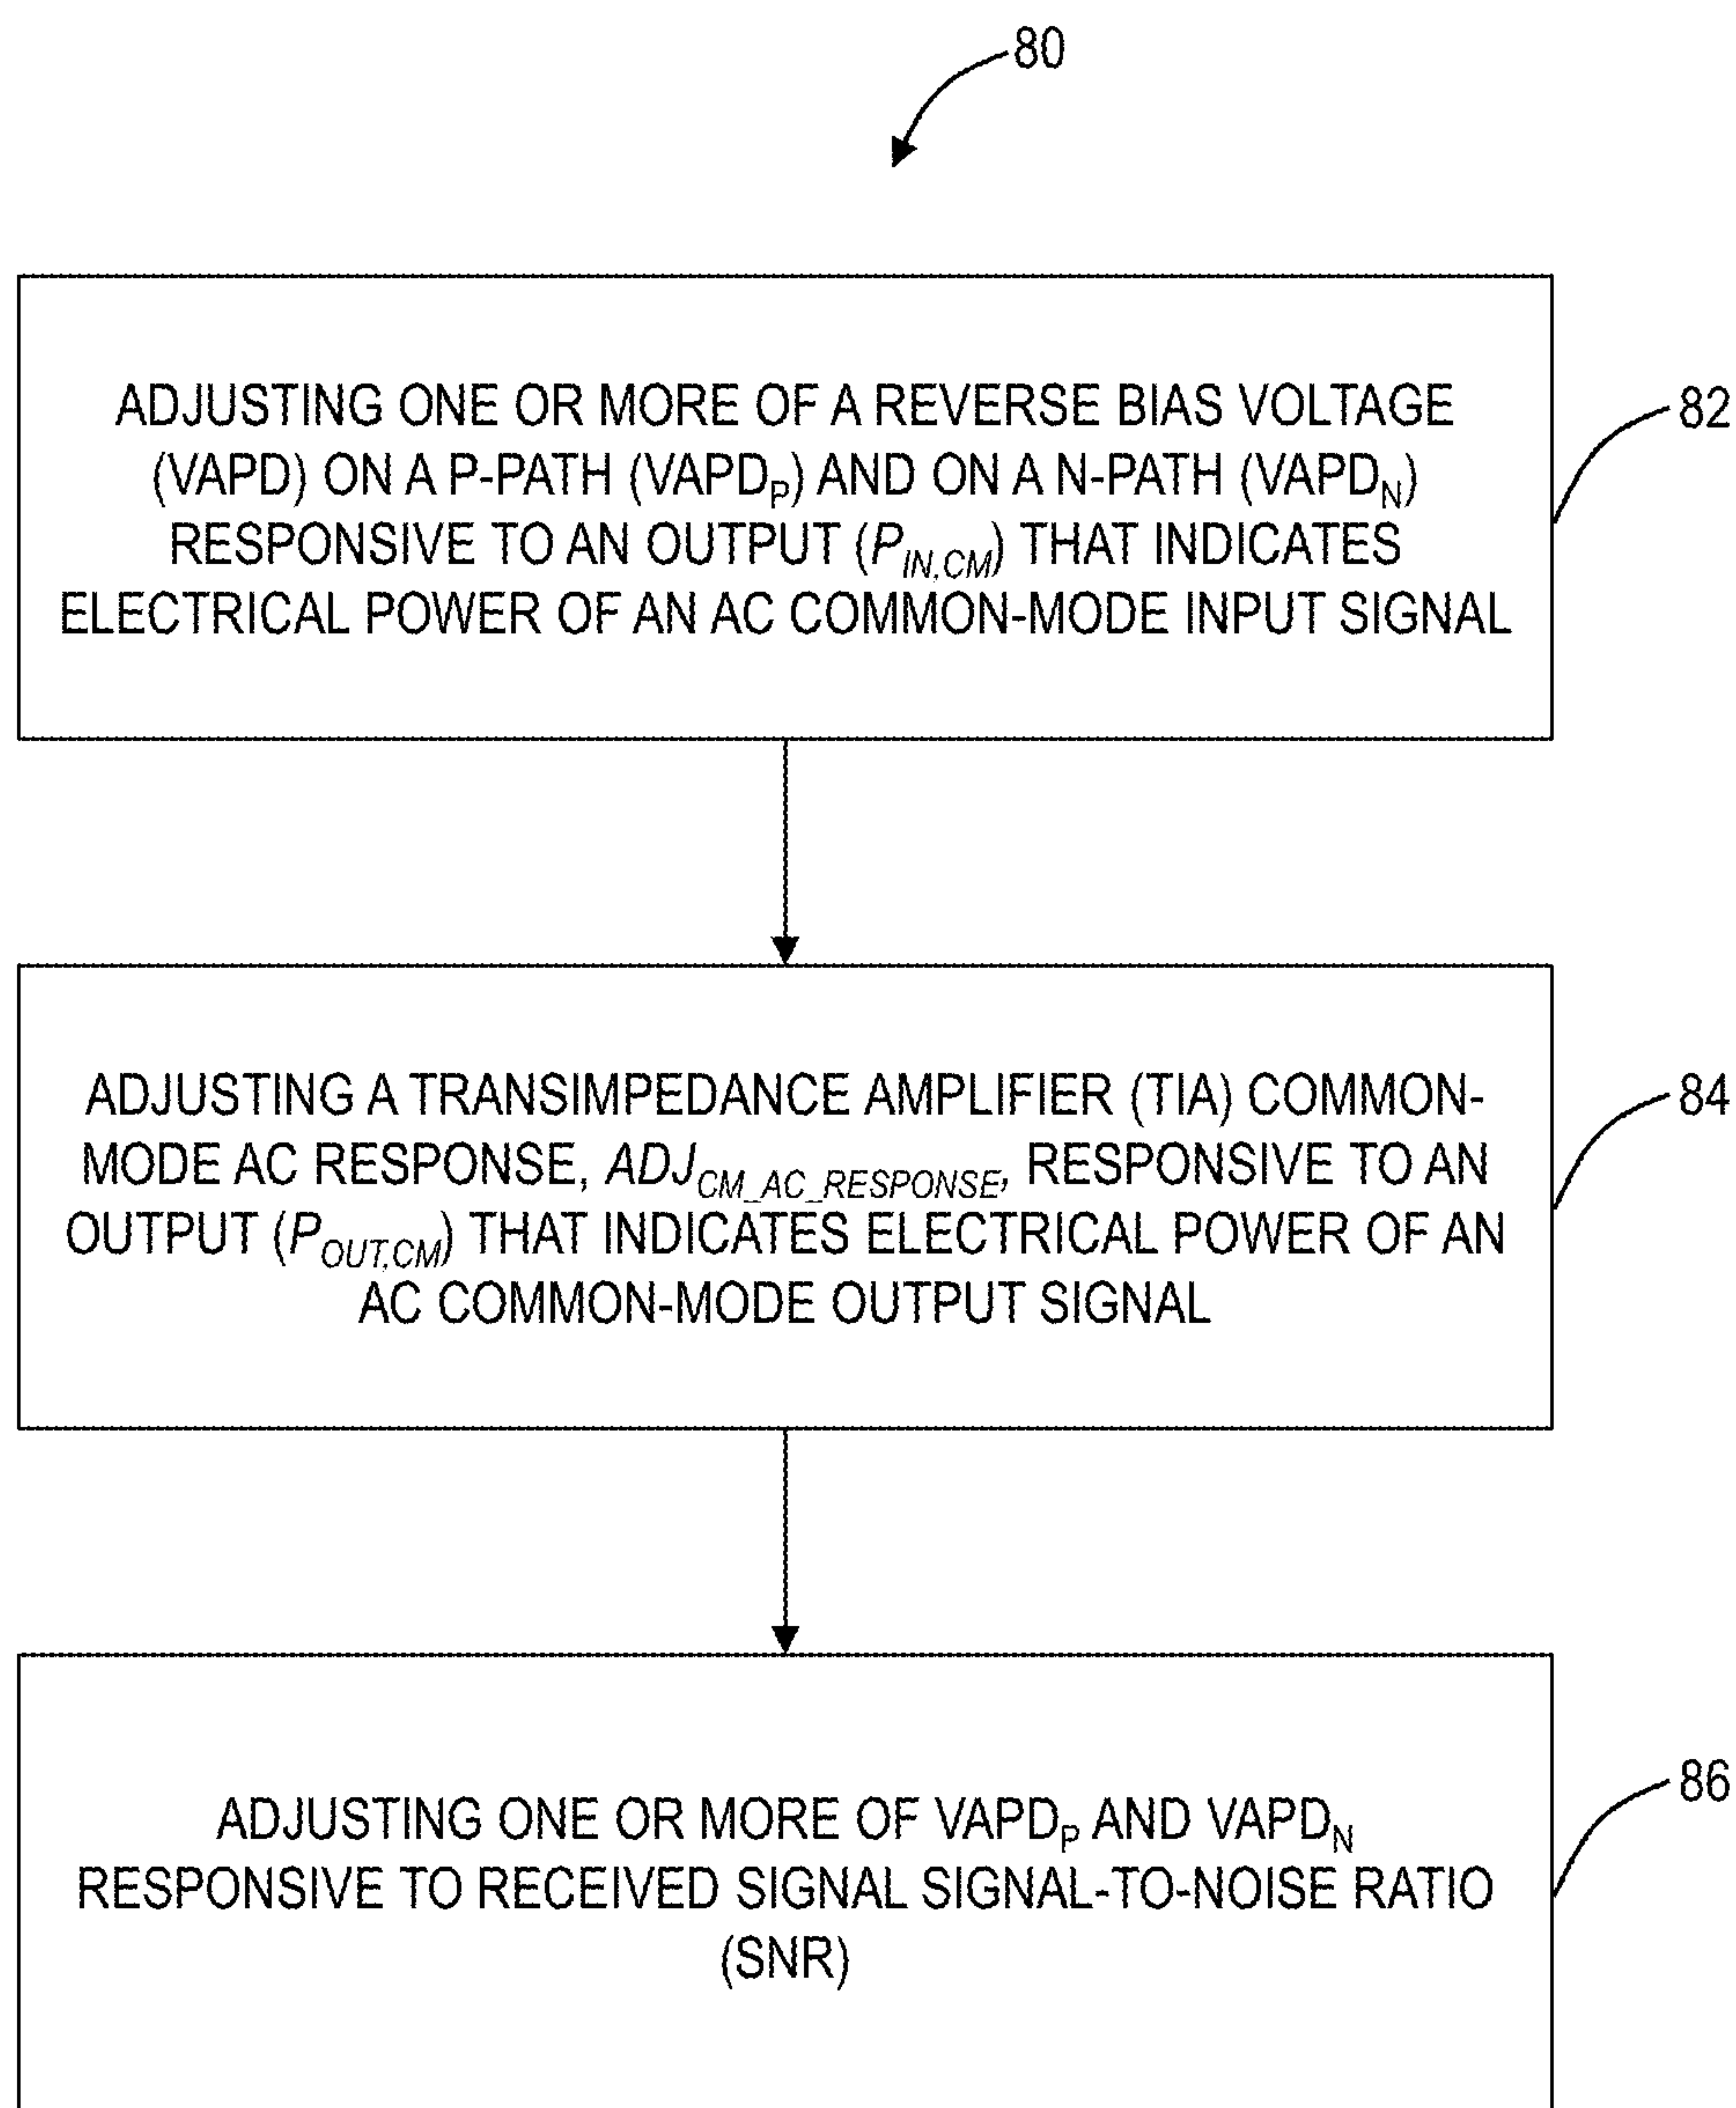 80
ADJUSTING ONE OR MORE OF A REVERSE BIAS VOLTAGE
(VAPD) ON A P-PATH (VAPDP) AND ON A N-PATH (VAPDN)
RESPONSIVE TO AN OUTPUT (PIN,CM) THAT INDICATES
ELECTRICAL POWER OF AN AC COMMON-MODE INPUT SIGNAL
82
ADJUSTING A TRANSIMPEDANCE AMPLIFIER (TIA) COMMON-
MODE AC RESPONSE, ADJCM_AC_RESPONSE, RESPONSIVE TO AN
OUTPUT (POUT,CM) THAT INDICATES ELECTRICAL POWER OF AN
AC COMMON-MODE OUTPUT SIGNAL
84
ADJUSTING ONE OR MORE OF VAPDP AND VAPDN
RESPONSIVE TO RECEIVED SIGNAL SIGNAL-TO-NOISE RATIO
(SNR)
86